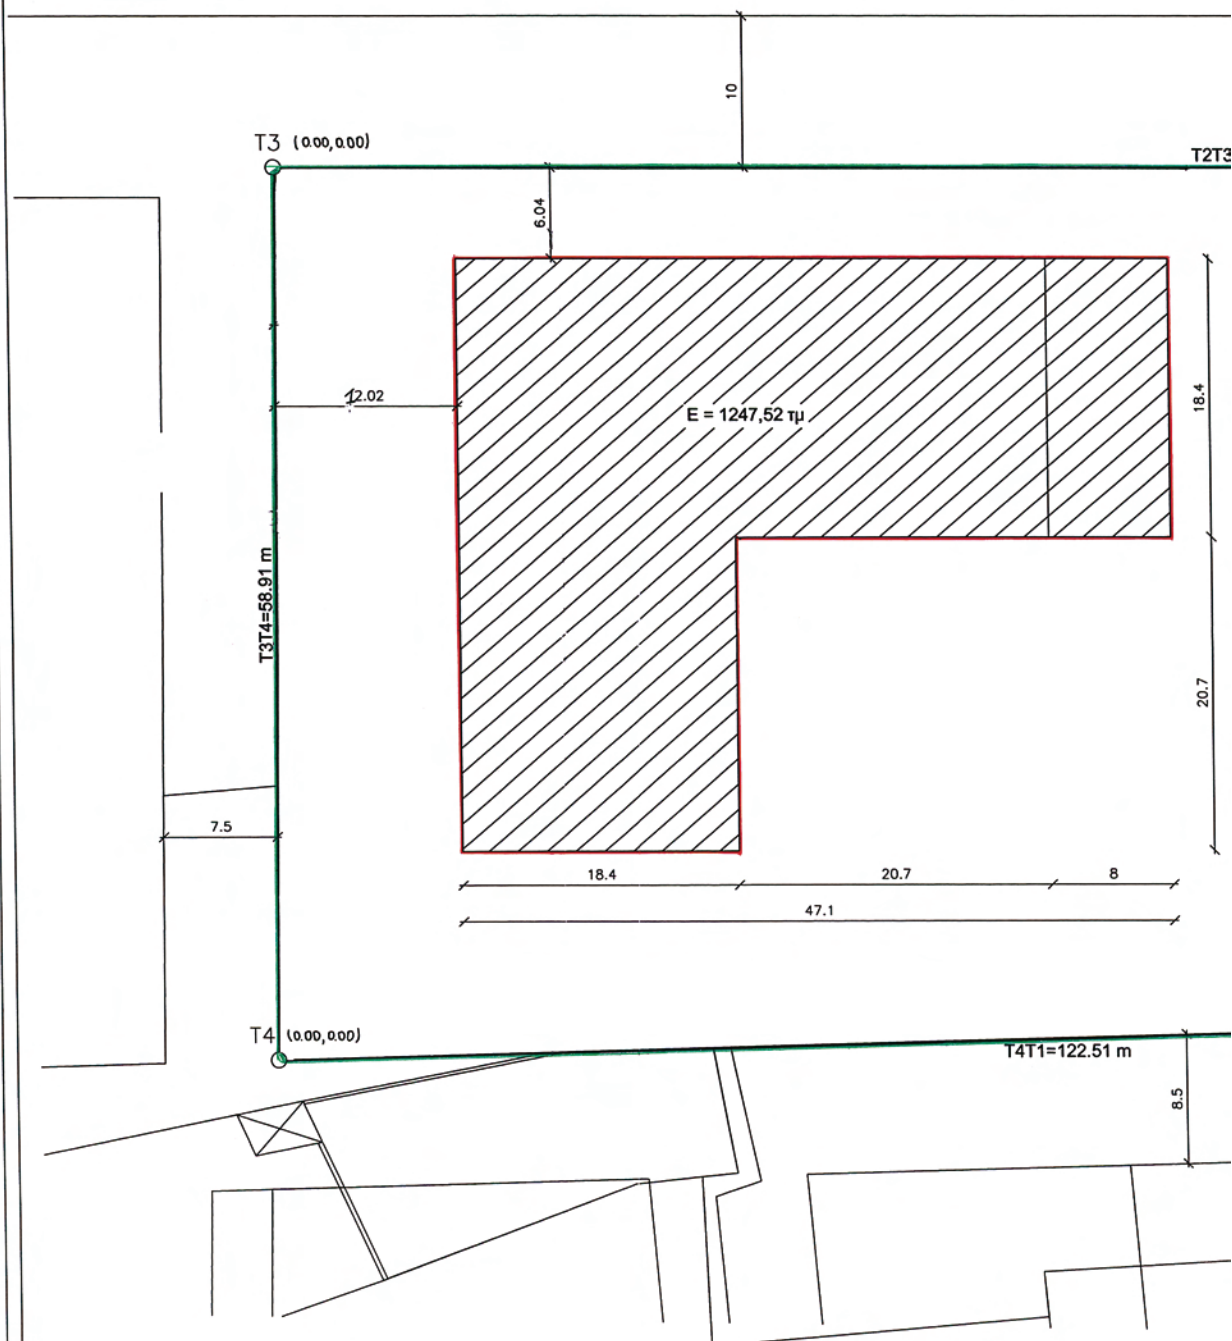 10
T3 (0.00,0.00)
T2T3
6.04
12.02
E = 1247,52 τμ
18.4
T3T4=58.91 m
20.7
7.5
18.4
20.7
8
47.1
T4 (0.00,0.00)
T4T1=122.51 m
8.5